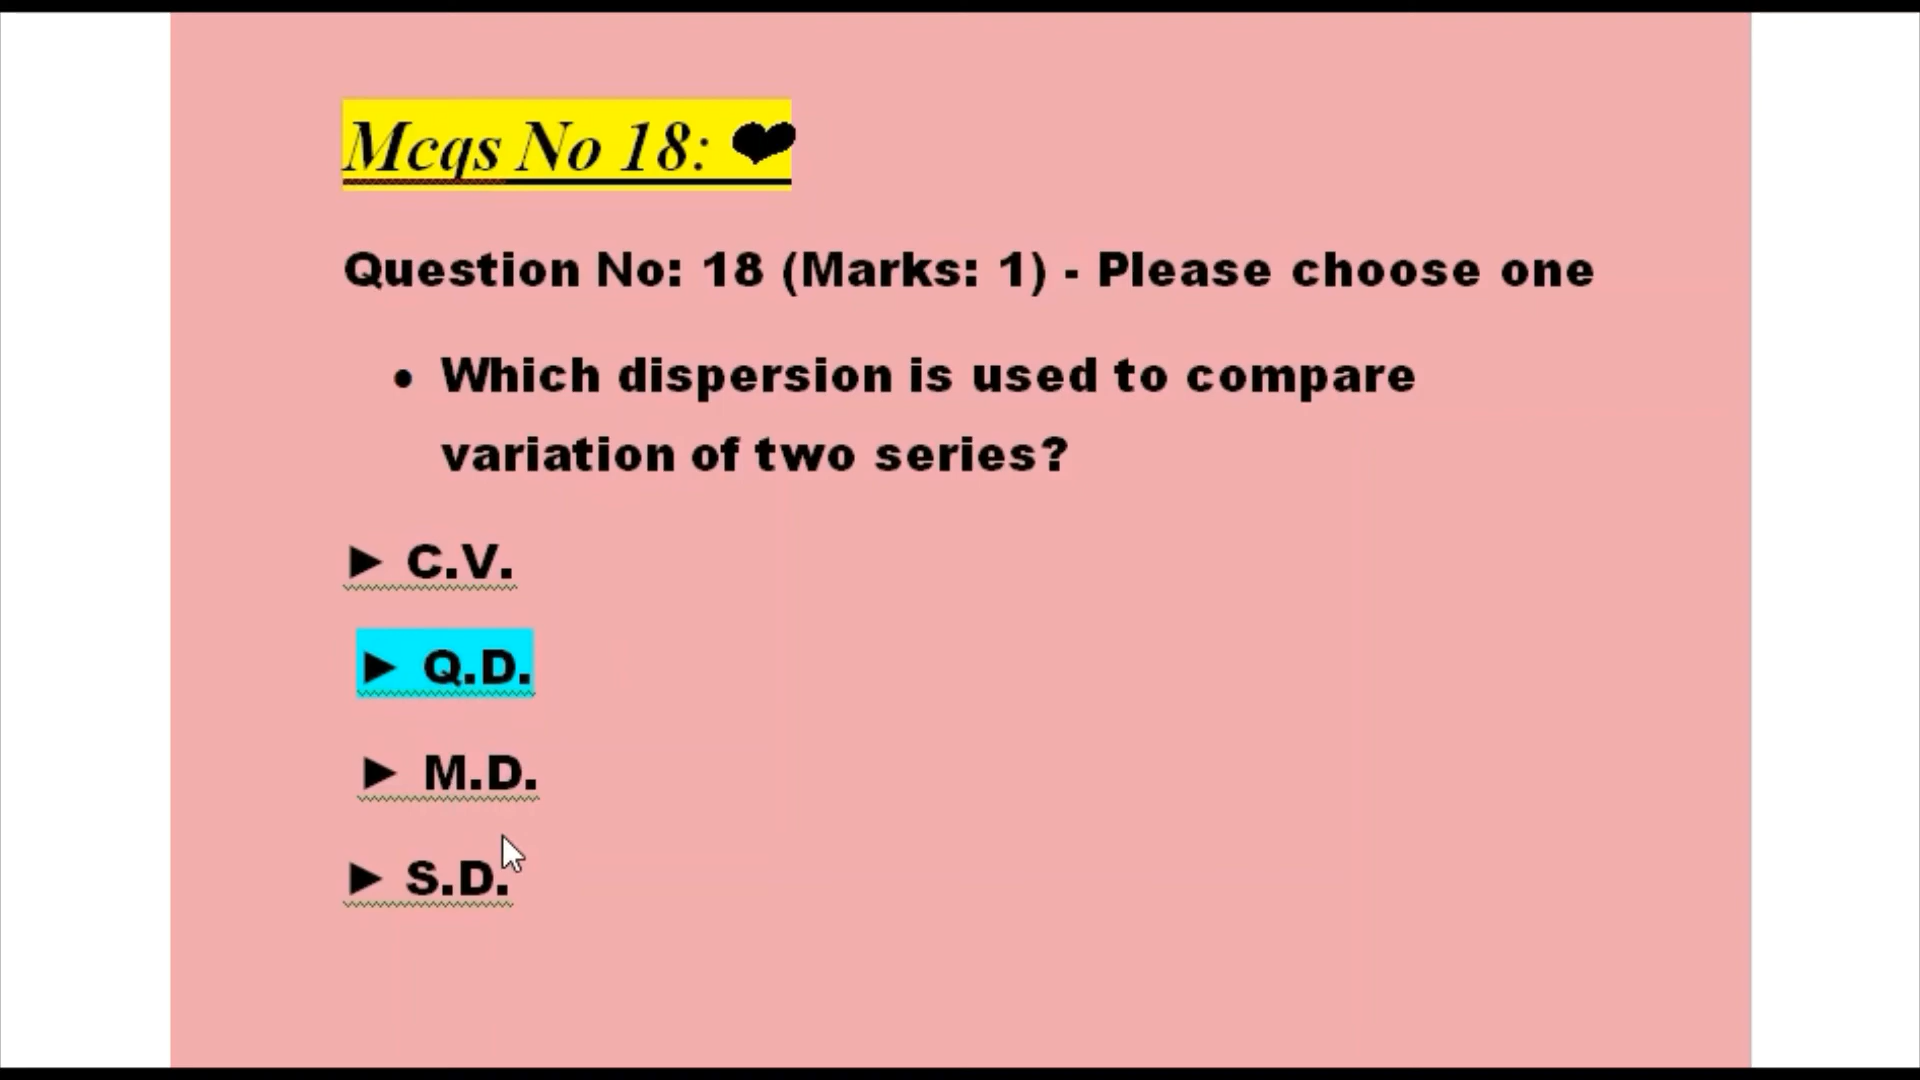 Mcqs No 18: ❤
Question No: 18 (Marks: 1) - Please choose one
• Which dispersion is used to compare
variation of two series?
► C.V.
► Q.D.
► M.D.
► S.D.